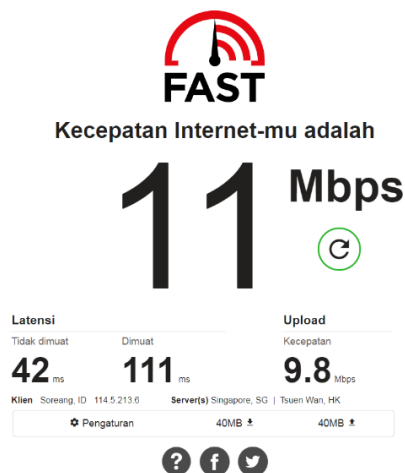 FAST
Kecepatan Internet-mu adalah
11 Mbps
Latensi Upload
Tidak dimuat Dimuat Kecepatan
42 ms 111 ms 9.8 Mbps
Klien Soreang, ID 114.5.213.6 Server(s) Singapore, SG | Tsuen Wan, HK
Pengaturan 40MB 40MB
? f